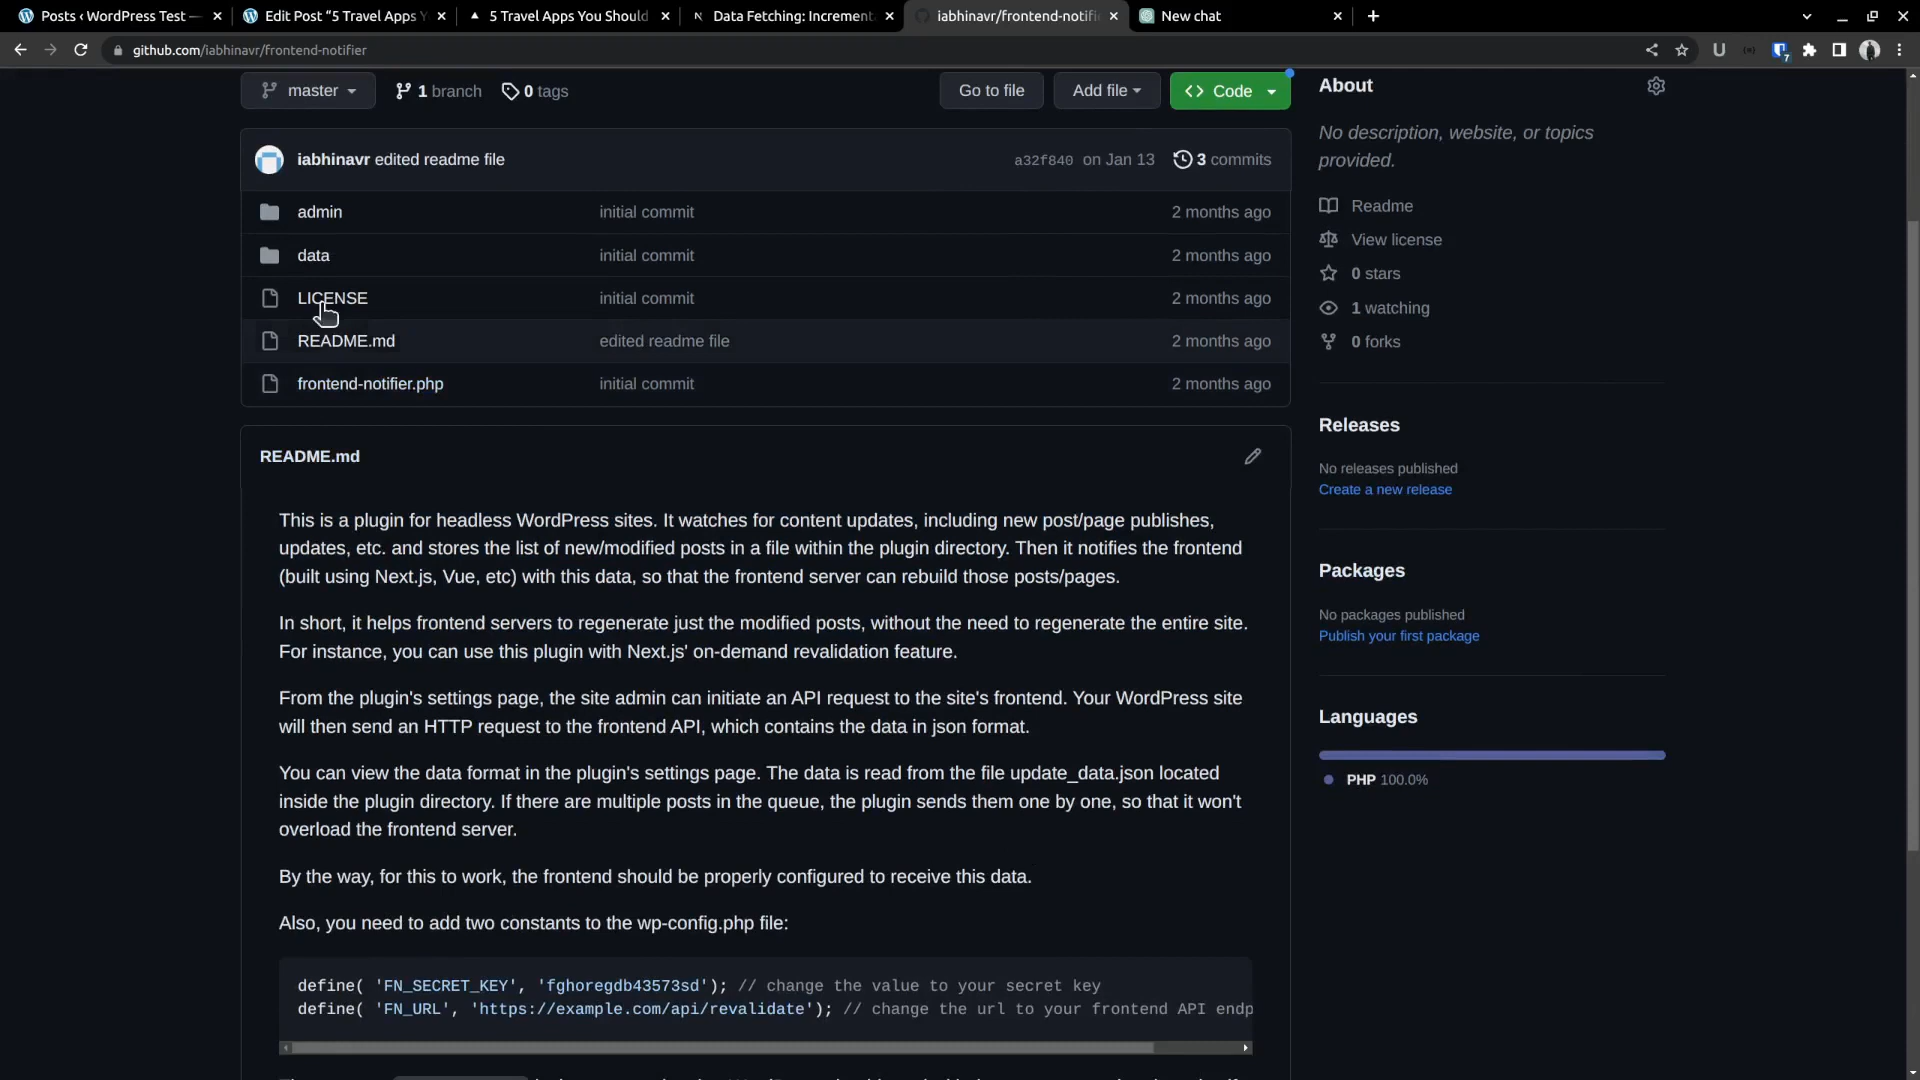 Posts ‹ WordPress Test —
Edit Post “5 Travel Apps Y
5 Travel Apps You Should
Data Fetching: Increment
iabhinavr/frontend-notifi
New chat
github.com/iabhinavr/frontend-notifier
master
1 branch
0 tags
Go to file
Add file
Code
iabhinavr edited readme file
a32f840 on Jan 13
3 commits
admin
initial commit
2 months ago
data
initial commit
2 months ago
LICENSE
initial commit
2 months ago
README.md
edited readme file
2 months ago
frontend-notifier.php
initial commit
2 months ago
README.md
This is a plugin for headless WordPress sites. It watches for content updates, including new post/page publishes,
updates, etc. and stores the list of new/modified posts in a file within the plugin directory. Then it notifies the frontend
(built using Next.js, Vue, etc) with this data, so that the frontend server can rebuild those posts/pages.
In short, it helps frontend servers to regenerate just the modified posts, without the need to regenerate the entire site.
For instance, you can use this plugin with Next.js' on-demand revalidation feature.
From the plugin's settings page, the site admin can initiate an API request to the site's frontend. Your WordPress site
will then send an HTTP request to the frontend API, which contains the data in json format.
You can view the data format in the plugin's settings page. The data is read from the file update_data.json located
inside the plugin directory. If there are multiple posts in the queue, the plugin sends them one by one, so that it won't
overload the frontend server.
By the way, for this to work, the frontend should be properly configured to receive this data.
Also, you need to add two constants to the wp-config.php file:
define( 'FN_SECRET_KEY', 'fghoregdb43573sd'); // change the value to your secret key
define( 'FN_URL', 'https://example.com/api/revalidate'); // change the url to your frontend API endp
About
No description, website, or topics
provided.
Readme
View license
0 stars
1 watching
0 forks
Releases
No releases published
Create a new release
Packages
No packages published
Publish your first package
Languages
PHP 100.0%